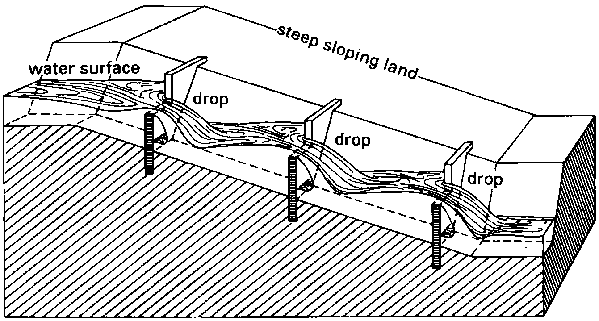 steep sloping land
water surface
drop
drop
drop